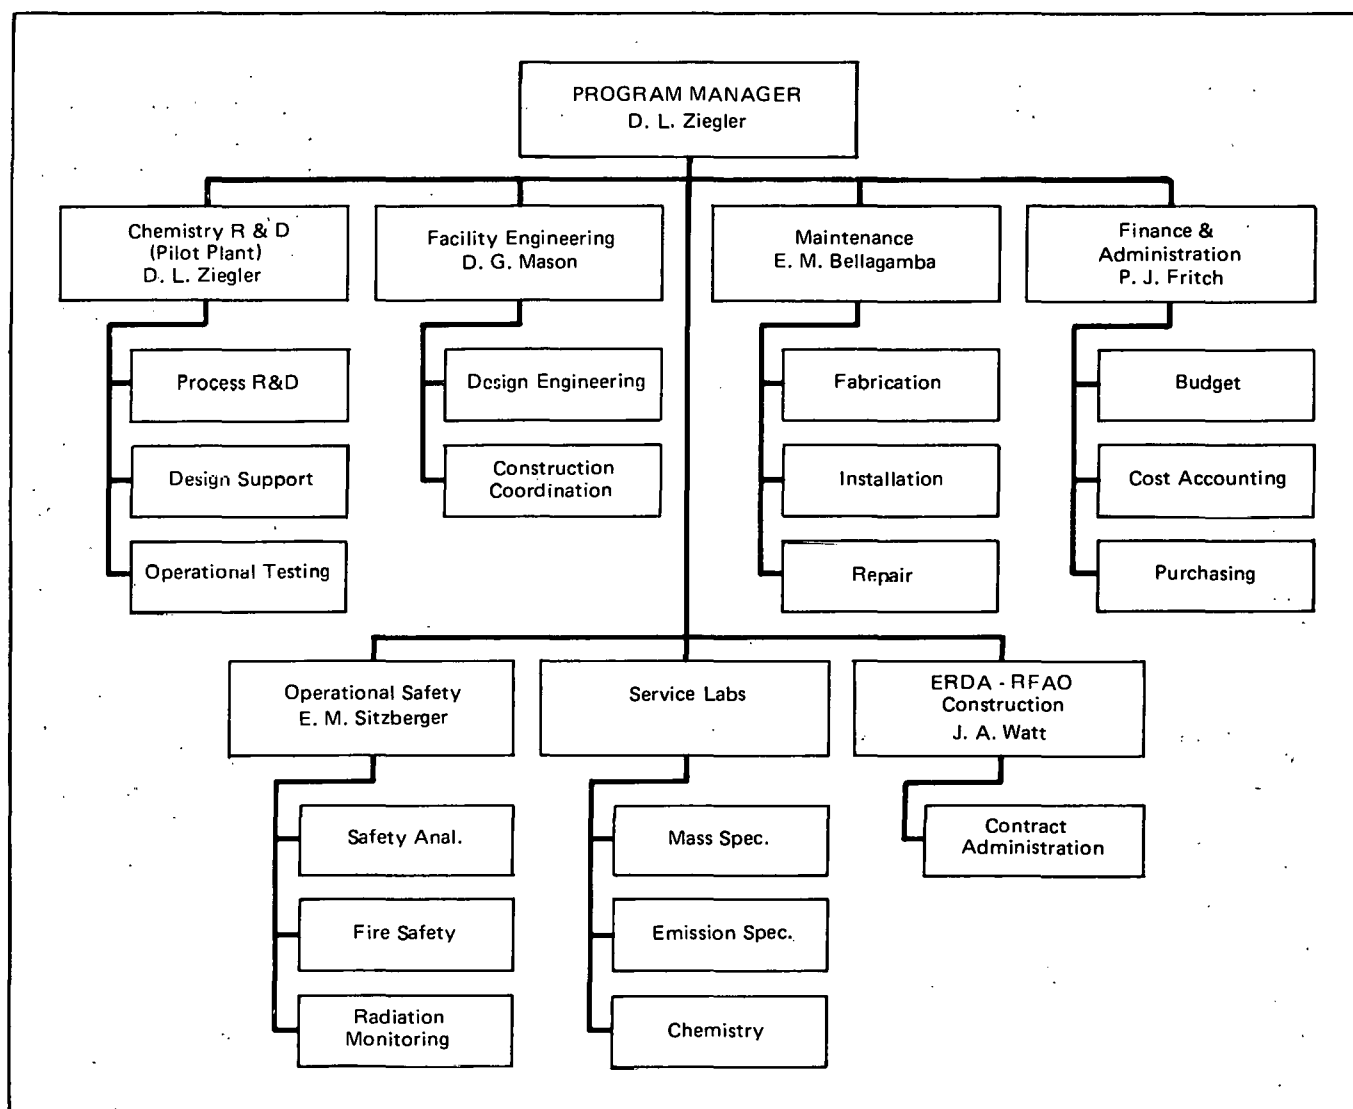 PROGRAM MANAGER
D. L. Ziegler
Chemistry R & D
(Pilot Plant)
D. L. Ziegler
Facility Engineering
D. G. Mason
Maintenance
E. M. Bellagamba
Finance &
Administration
P. J. Fritch
Process R&D
Design Engineering
Fabrication
Budget
Design Support
Construction
Coordination
Installation
Cost Accounting
Operational Testing
Repair
Purchasing
Operational Safety
E. M. Sitzberger
Service Labs
ERDA - RFAO
Construction
J. A. Watt
Safety Anal.
Mass Spec.
Contract
Administration
Fire Safety
Emission Spec.
Radiation
Monitoring
Chemistry